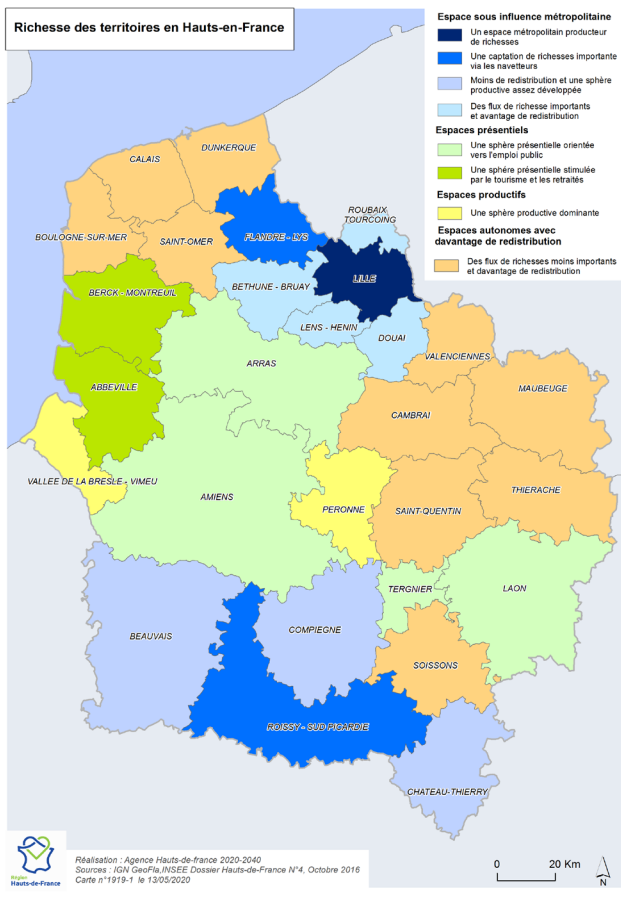 Richesse des territoires en Hauts-en-France
Espace sous influence métropolitaine
Un espace métropolitain producteur
de richesses
Une captation de richesses importante
via les navetteurs
Moins de redistribution et une sphère
productive assez développée
Des flux de richesse importants
et avantage de redistribution
Espaces présentiels
Une sphère présentielle orientée
vers l'emploi public
Une sphère présentielle stimulée
par le tourisme et les retraités
Espaces productifs
Une sphère productive dominante
Espaces autonomes avec
davantage de redistribution
Des flux de richesses moins importants
et davantage de redistribution
DUNKERQUE
CALAIS
ROUBAIX
TOURCOING
BOULOGNE-SUR-MER
SAINT-OMER
FLANDRE - LYS
LILLE
BETHUNE - BRUAY
BERCK - MONTREUIL
LENS - HENIN
DOUAI
VALENCIENNES
ARRAS
ABBEVILLE
MAUBEUGE
CAMBRAI
VALLEE DE LA BRESLE - VIMEU
AMIENS
PERONNE
SAINT-QUENTIN
THIERACHE
TERGNIER
LAON
BEAUVAIS
COMPIEGNE
SOISSONS
ROISSY - SUD PICARDIE
CHATEAU-THIERRY
Région
Hauts-de-France
Réalisation : Agence Hauts-de-france 2020-2040
Sources : IGN GeoFla,INSEE Dossier Hauts-de-France N°4, Octobre 2016
Carte n°1919-1 le 13/05/2020
0 20 Km
N